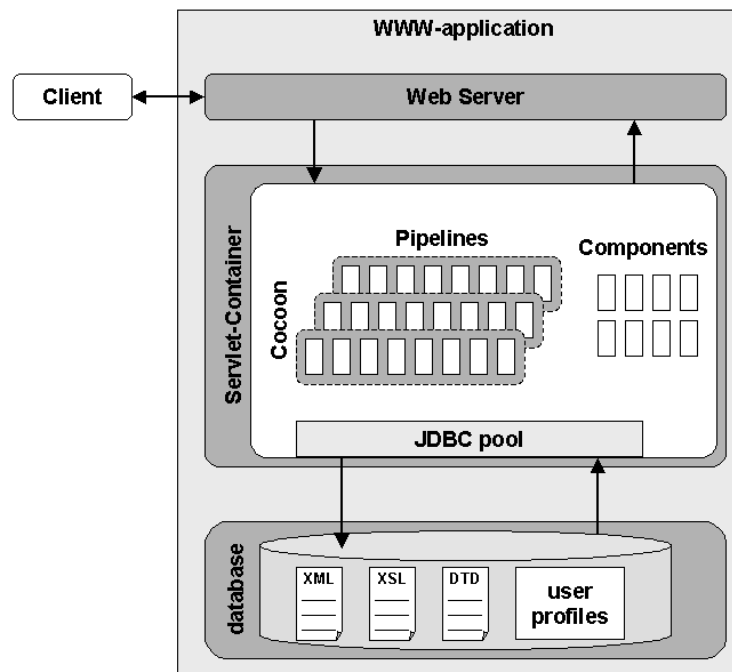 WWW-application
Client
Web Server
Servlet-Container
Cocoon
Pipelines
Components
JDBC pool
database
XML
XSL
DTD
user
profiles